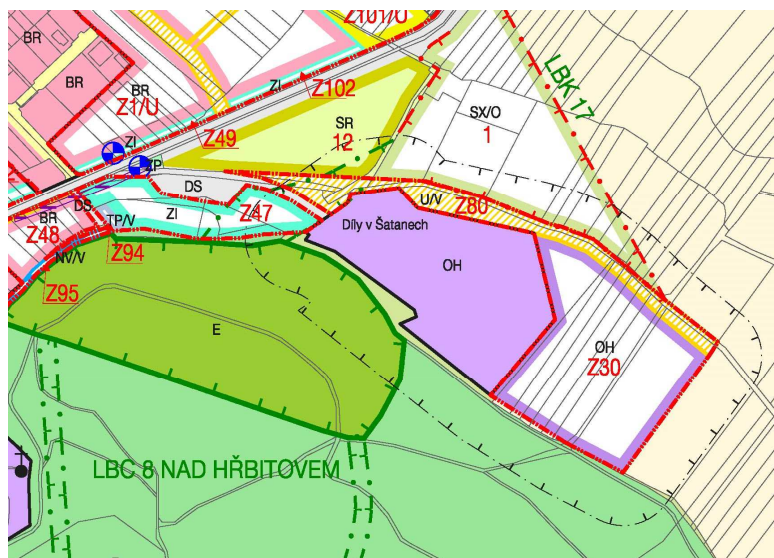 Z101/U
BR
BR
BR
Z1/U
ZI
Z102
LBK 17
Z49
ZI
ZP
SR
12
SX/O
1
DS
DS
BR
Z48
TP/V
ZI
Z47
U/V
Z80
Díly v Šatanech
OH
NV/V
Z94
Z95
E
OH
Z30
LBC 8 NAD HŘBITOVEM